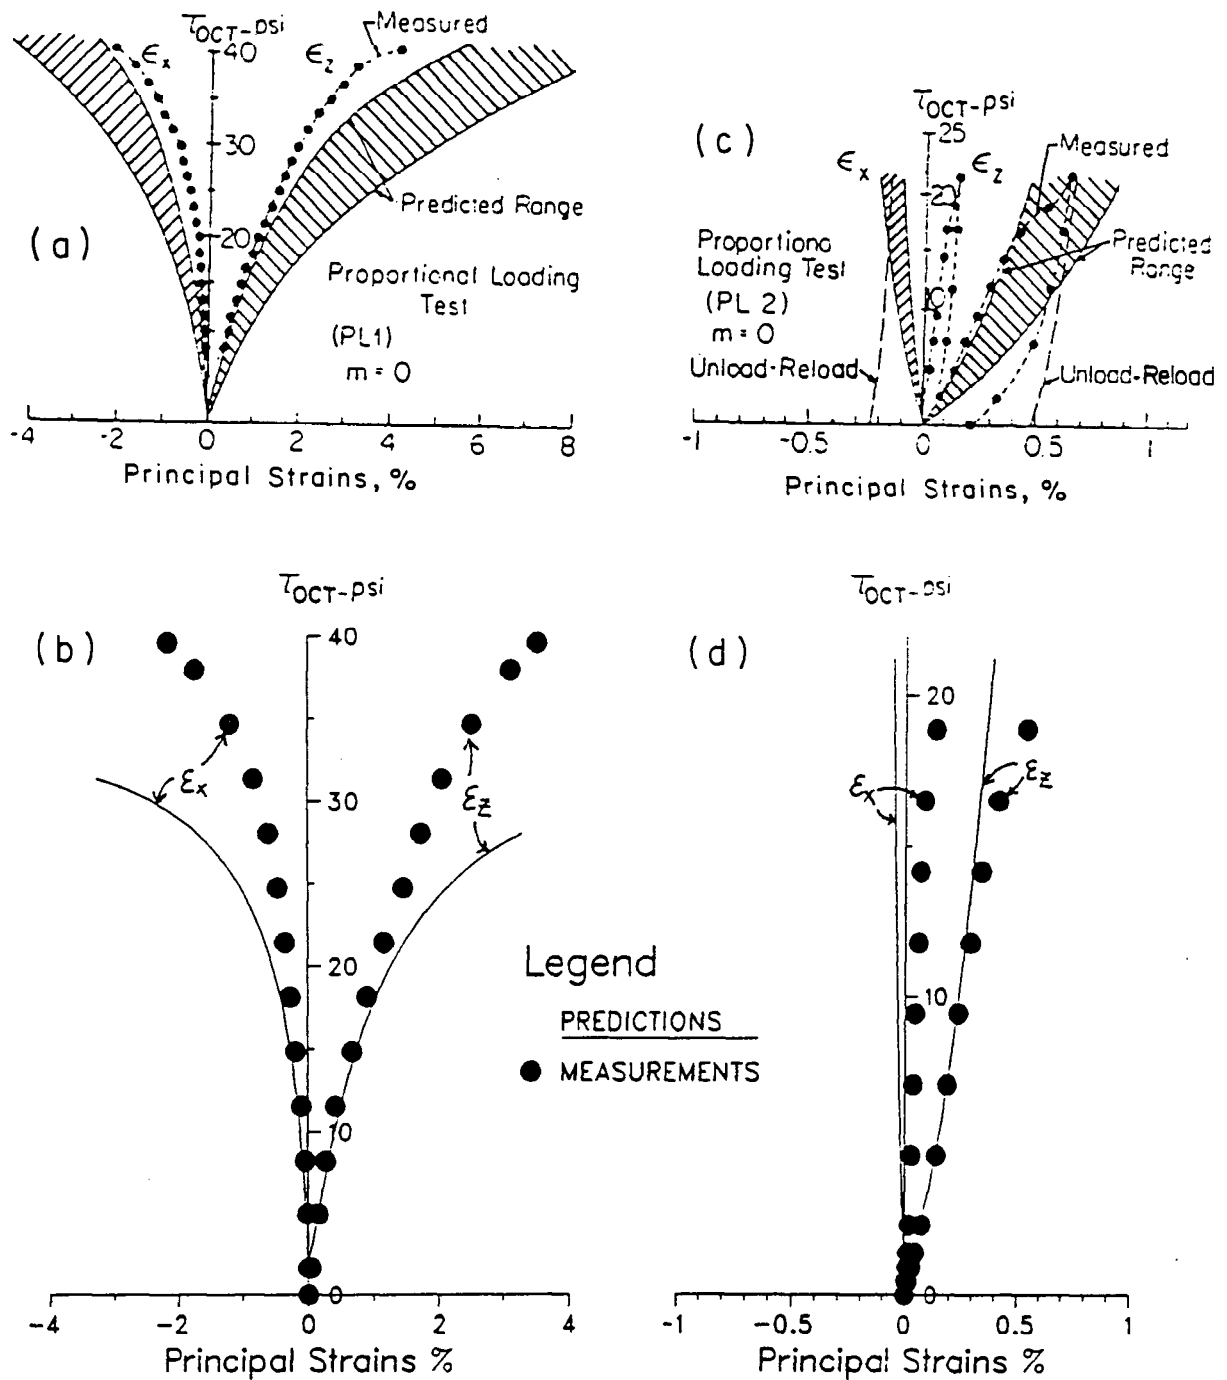 (a)
τOCT-psi
Measured
ϵx
ϵz
40
30
20
Predicted Range
Proportional Loading
Test
(PL1)
m = 0
-4
-2
0
2
4
6
8
Principal Strains, %
(c)
τOCT-psi
25
ϵx
ϵz
Measured
20
Proportiona
Loading Test
(PL 2)
m = 0
10
Predicted
Range
Unload-Reload
Unload-Reload
-1
-0.5
0
0.5
1
Principal Strains, %
(b)
τOCT-psi
40
30
20
10
0
εx
εz
-4
-2
0
2
4
Principal Strains %
Legend
PREDICTIONS
MEASUREMENTS
(d)
τOCT-psi
20
10
0
εx
εz
-1
-0.5
0
0.5
1
Principal Strains %